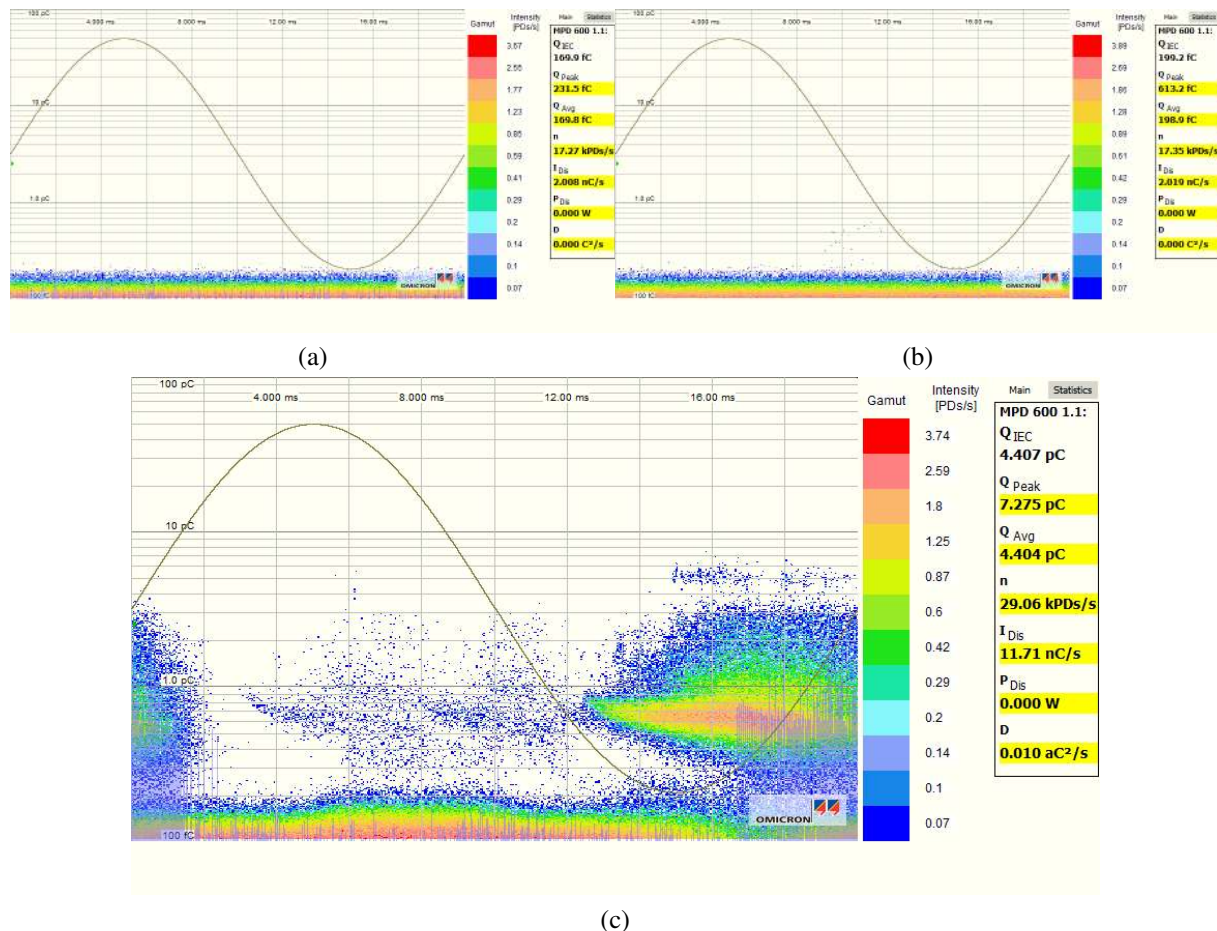 100 pC
4.000 ms 8.000 ms 12.00 ms 16.00 ms
10 pC
1.0 pC
100 fC
OMICRON
Gamut
Intensity
[PDs/s]
3.67
2.55
1.77
1.23
0.85
0.59
0.41
0.29
0.2
0.14
0.1
0.07
Main Statistics
MPD 600 1.1:
Q IEC
169.9 fC
Q Peak
231.5 fC
Q Avg
169.8 fC
n
17.27 kPDs/s
I Dis
2.008 nC/s
P Dis
0.000 W
D
0.000 C²/s
(a)
100 pC
4.000 ms 8.000 ms 12.00 ms 16.00 ms
10 pC
1.0 pC
100 fC
OMICRON
Gamut
Intensity
[PDs/s]
3.89
2.69
1.86
1.28
0.89
0.61
0.42
0.29
0.2
0.14
0.1
0.07
Main Statistics
MPD 600 1.1:
Q IEC
199.2 fC
Q Peak
613.2 fC
Q Avg
198.9 fC
n
17.35 kPDs/s
I Dis
2.019 nC/s
P Dis
0.000 W
D
0.000 C²/s
(b)
100 pC
4.000 ms 8.000 ms 12.00 ms 16.00 ms
10 pC
1.0 pC
100 fC
OMICRON
Gamut
Intensity
[PDs/s]
3.74
2.59
1.8
1.25
0.87
0.6
0.42
0.29
0.2
0.14
0.1
0.07
Main Statistics
MPD 600 1.1:
Q IEC
4.407 pC
Q Peak
7.275 pC
Q Avg
4.404 pC
n
29.06 kPDs/s
I Dis
11.71 nC/s
P Dis
0.000 W
D
0.010 aC²/s
(c)